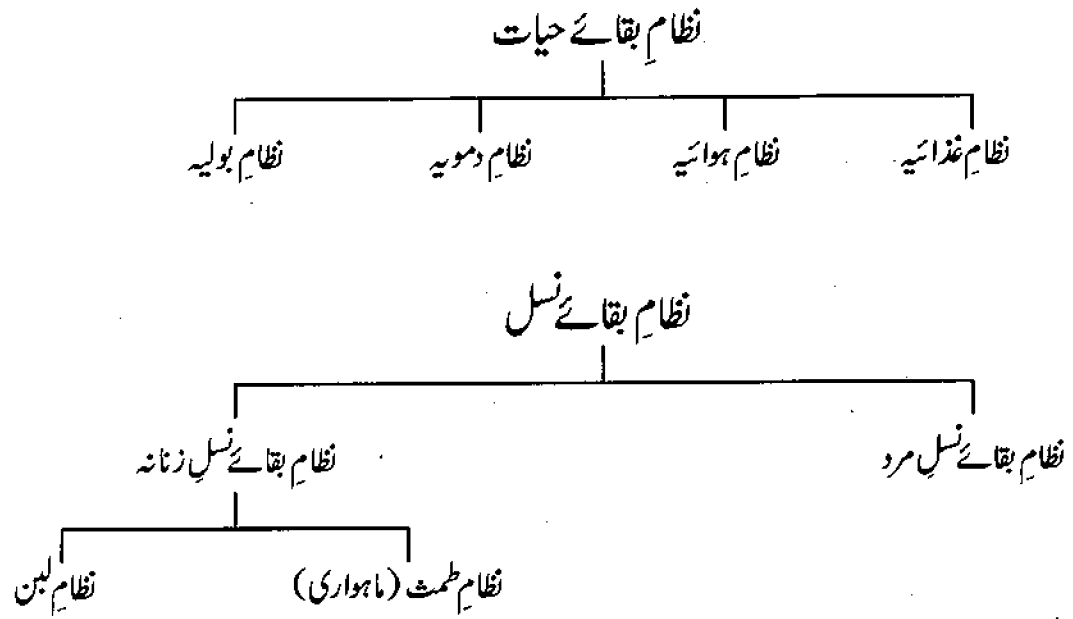 نظامِ بقائے حیات
نظامِ غذائیہ نظامِ ہوائیہ نظامِ دمویہ نظامِ بولیہ
نظامِ بقائے نسل
نظامِ بقائے نسلِ مرد نظامِ بقائے نسلِ زنانہ
نظامِ طمث (ماہواری) نظامِ لبن